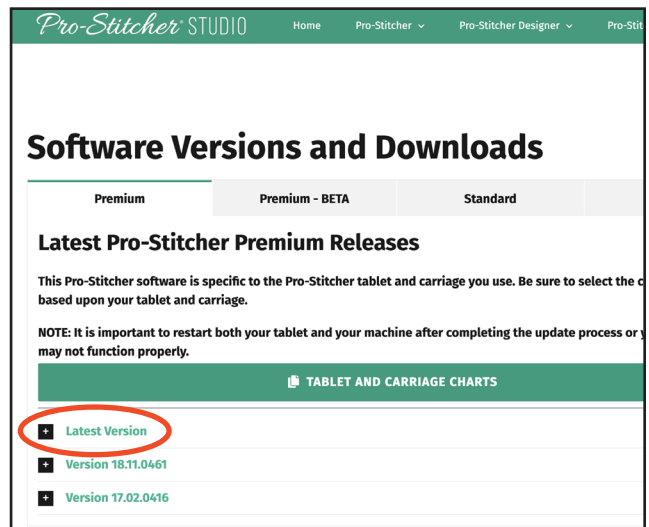 Pro-Stitcher® STUDIO Home Pro-Stitcher Pro-Stitcher Designer Pro-Stit
Software Versions and Downloads
Premium Premium - BETA Standard
Latest Pro-Stitcher Premium Releases
This Pro-Stitcher software is specific to the Pro-Stitcher tablet and carriage you use. Be sure to select the c
based upon your tablet and carriage.
NOTE: It is important to restart both your tablet and your machine after completing the update process or y
may not function properly.
TABLET AND CARRIAGE CHARTS
+ Latest Version
+ Version 18.11.0461
+ Version 17.02.0416